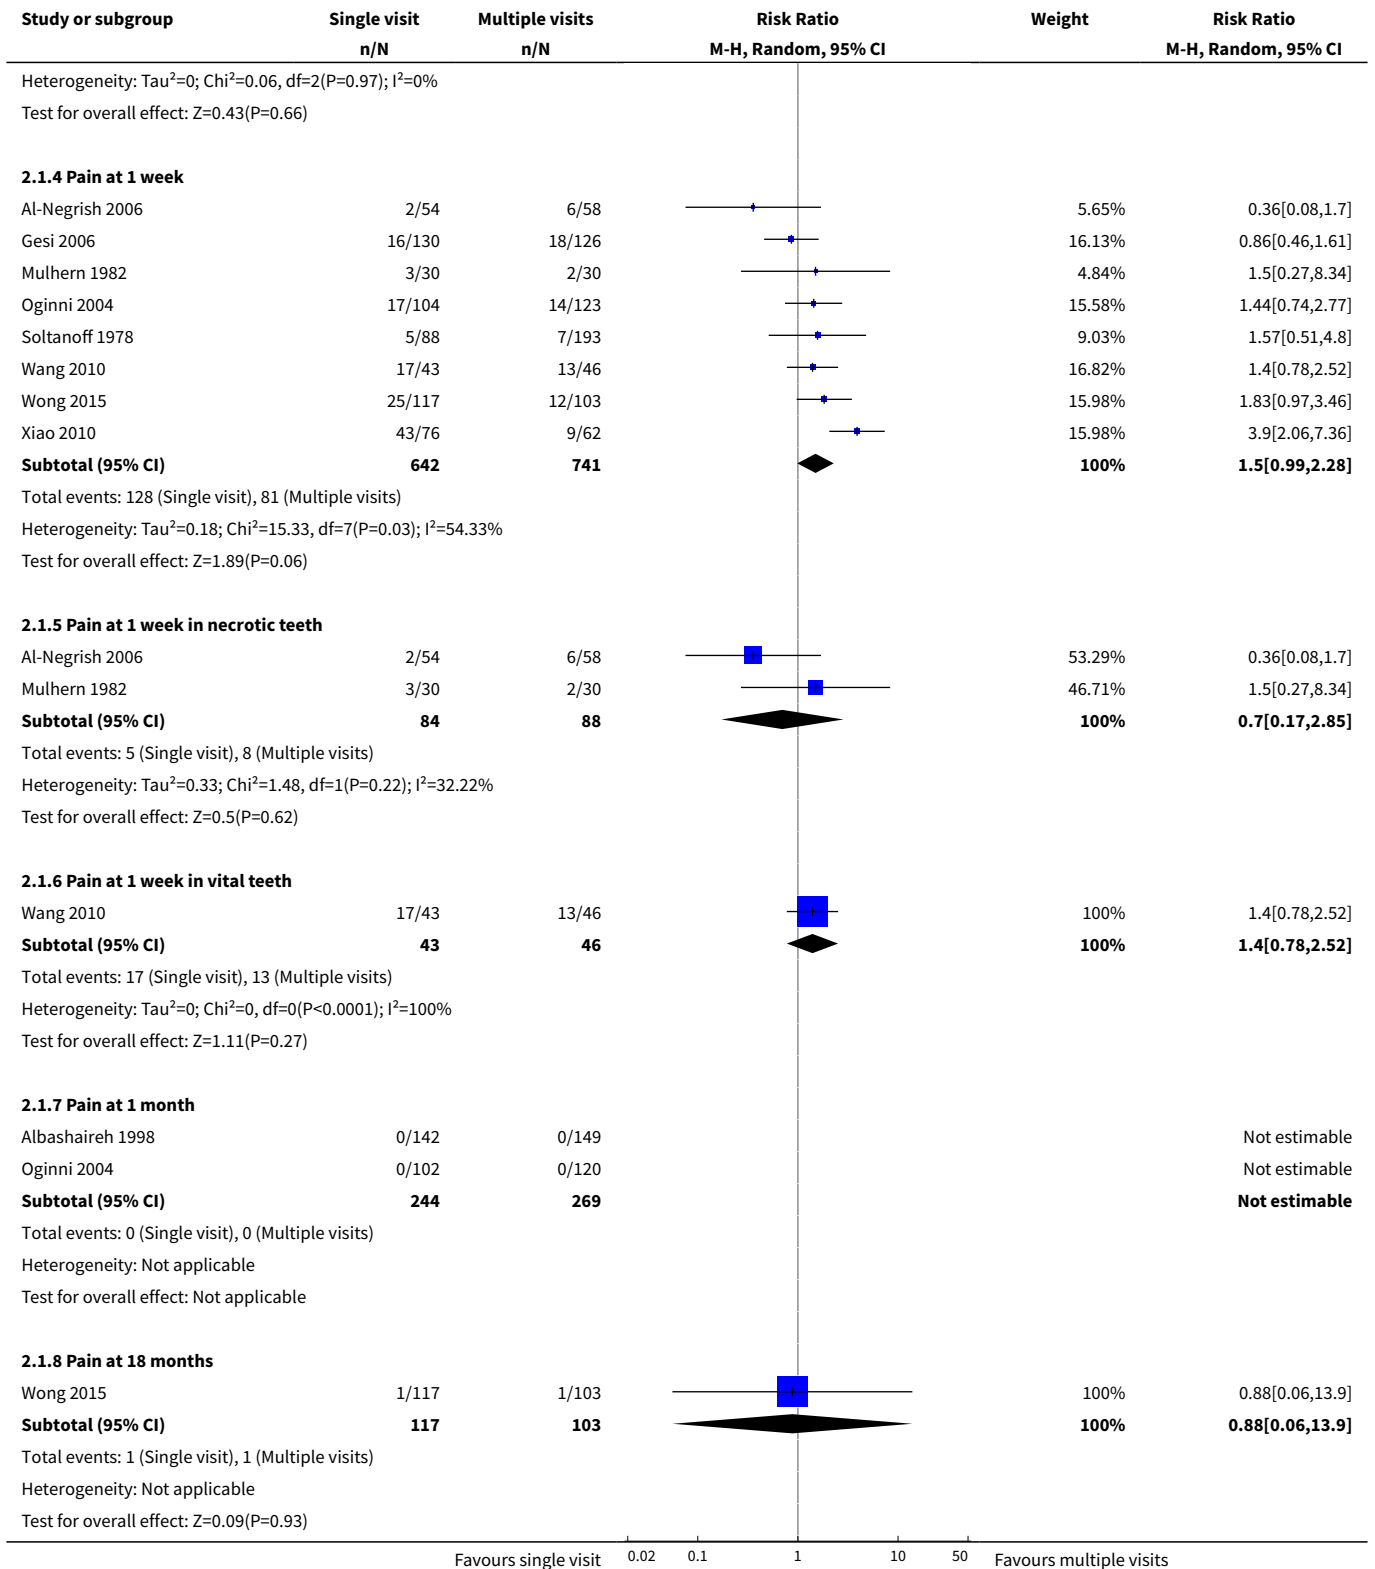 Study or subgroup Single visit Multiple visits Risk Ratio Weight Risk Ratio
n/N n/N M-H, Random, 95% CI M-H, Random, 95% CI
Heterogeneity: Tau²=0; Chi²=0.06, df=2(P=0.97); I²=0%
Test for overall effect: Z=0.43(P=0.66)
2.1.4 Pain at 1 week
Al-Negrish 2006 2/54 6/58 5.65% 0.36[0.08,1.7]
Gesi 2006 16/130 18/126 16.13% 0.86[0.46,1.61]
Mulhern 1982 3/30 2/30 4.84% 1.5[0.27,8.34]
Oginni 2004 17/104 14/123 15.58% 1.44[0.74,2.77]
Soltanoff 1978 5/88 7/193 9.03% 1.57[0.51,4.8]
Wang 2010 17/43 13/46 16.82% 1.4[0.78,2.52]
Wong 2015 25/117 12/103 15.98% 1.83[0.97,3.46]
Xiao 2010 43/76 9/62 15.98% 3.9[2.06,7.36]
Subtotal (95% CI) 642 741 100% 1.5[0.99,2.28]
Total events: 128 (Single visit), 81 (Multiple visits)
Heterogeneity: Tau²=0.18; Chi²=15.33, df=7(P=0.03); I²=54.33%
Test for overall effect: Z=1.89(P=0.06)
2.1.5 Pain at 1 week in necrotic teeth
Al-Negrish 2006 2/54 6/58 53.29% 0.36[0.08,1.7]
Mulhern 1982 3/30 2/30 46.71% 1.5[0.27,8.34]
Subtotal (95% CI) 84 88 100% 0.7[0.17,2.85]
Total events: 5 (Single visit), 8 (Multiple visits)
Heterogeneity: Tau²=0.33; Chi²=1.48, df=1(P=0.22); I²=32.22%
Test for overall effect: Z=0.5(P=0.62)
2.1.6 Pain at 1 week in vital teeth
Wang 2010 17/43 13/46 100% 1.4[0.78,2.52]
Subtotal (95% CI) 43 46 100% 1.4[0.78,2.52]
Total events: 17 (Single visit), 13 (Multiple visits)
Heterogeneity: Tau²=0; Chi²=0, df=0(P<0.0001); I²=100%
Test for overall effect: Z=1.11(P=0.27)
2.1.7 Pain at 1 month
Albashaireh 1998 0/142 0/149 Not estimable
Oginni 2004 0/102 0/120 Not estimable
Subtotal (95% CI) 244 269 Not estimable
Total events: 0 (Single visit), 0 (Multiple visits)
Heterogeneity: Not applicable
Test for overall effect: Not applicable
2.1.8 Pain at 18 months
Wong 2015 1/117 1/103 100% 0.88[0.06,13.9]
Subtotal (95% CI) 117 103 100% 0.88[0.06,13.9]
Total events: 1 (Single visit), 1 (Multiple visits)
Heterogeneity: Not applicable
Test for overall effect: Z=0.09(P=0.93)
Favours single visit 0.02 0.1 1 10 50 Favours multiple visits